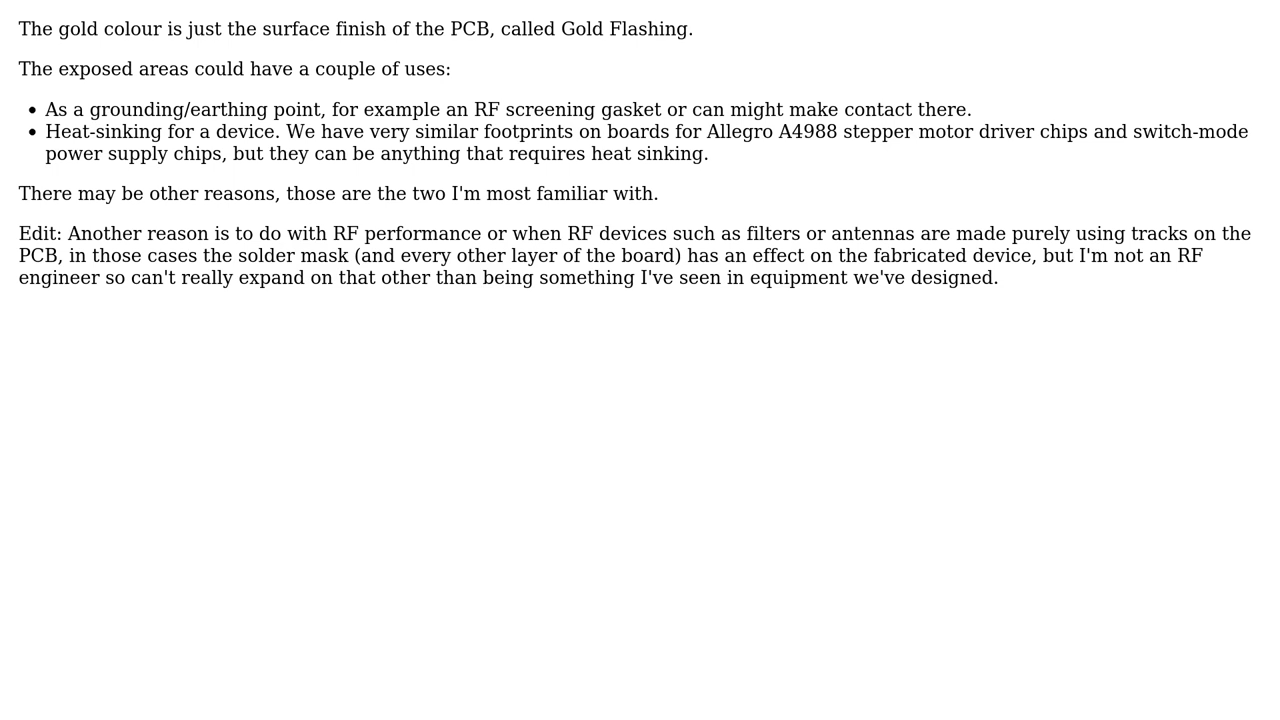 The gold colour is just the surface finish of the PCB, called Gold Flashing.
The exposed areas could have a couple of uses:
• As a grounding/earthing point, for example an RF screening gasket or can might make contact there.
• Heat-sinking for a device. We have very similar footprints on boards for Allegro A4988 stepper motor driver chips and switch-mode
power supply chips, but they can be anything that requires heat sinking.
There may be other reasons, those are the two I'm most familiar with.
Edit: Another reason is to do with RF performance or when RF devices such as filters or antennas are made purely using tracks on the
PCB, in those cases the solder mask (and every other layer of the board) has an effect on the fabricated device, but I'm not an RF
engineer so can't really expand on that other than being something I've seen in equipment we've designed.